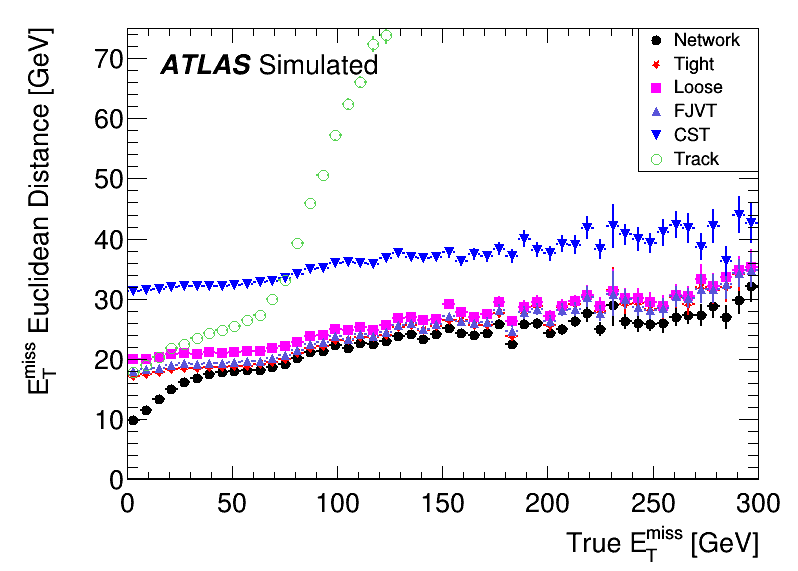 ATLAS Simulated
Network
Tight
Loose
FJVT
CST
Track
E_T^miss Euclidean Distance [GeV]
70
60
50
40
30
20
10
0
0 50 100 150 200 250 300
True E_T^miss [GeV]